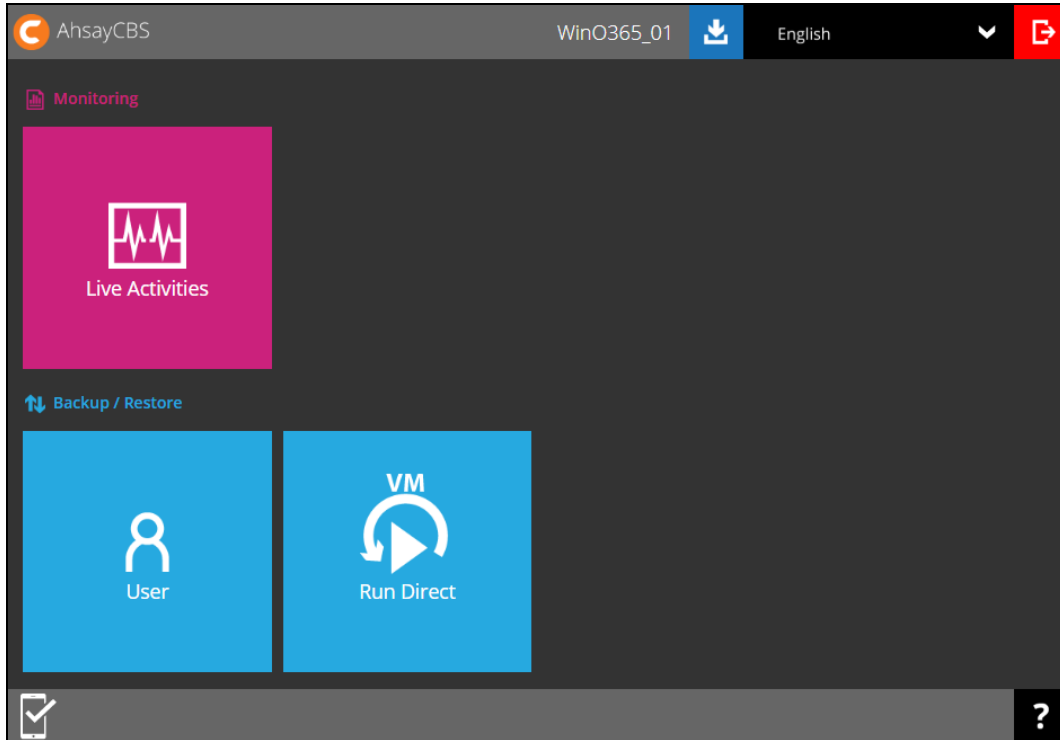 AhsayCBS
WinO365_01
English
Monitoring
Live Activities
Backup / Restore
User
VM
Run Direct
?